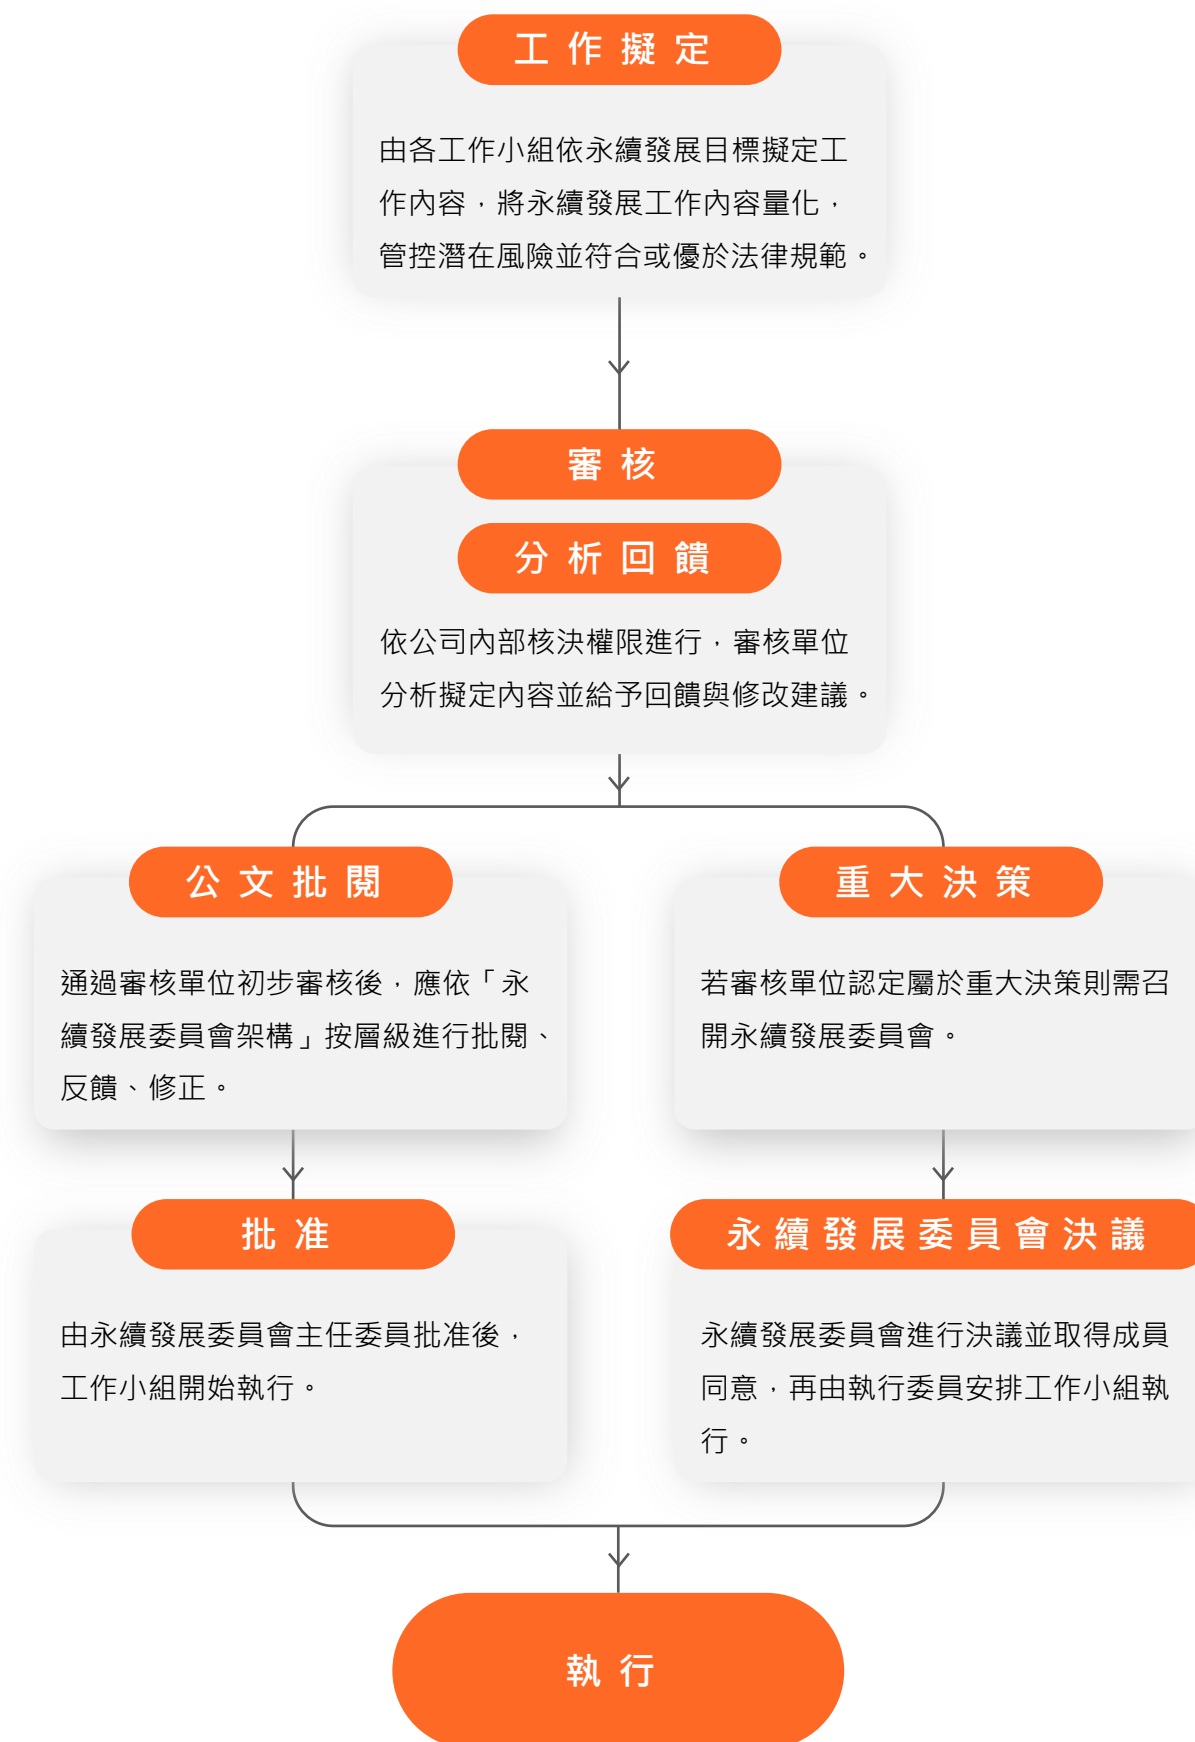 工作擬定
由各工作小組依永續發展目標擬定工
作內容，將永續發展工作內容量化，
管控潛在風險並符合或優於法律規範。
審核
分析回饋
依公司內部核決權限進行，審核單位
分析擬定內容並給予回饋與修改建議。
公文批閱
通過審核單位初步審核後，應依「永
續發展委員會架構」按層級進行批閱、
反饋、修正。
重大決策
若審核單位認定屬於重大決策則需召
開永續發展委員會。
批准
由永續發展委員會主任委員批准後，
工作小組開始執行。
永續發展委員會決議
永續發展委員會進行決議並取得成員
同意，再由執行委員安排工作小組執
行。
執行